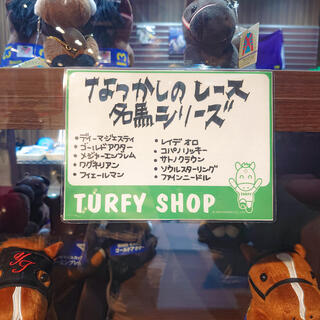 なつかしの レース
名馬シリーズ
・ディーマジェスティ
・ゴールドアクター
・メジャーエンブレム
・ワグネリアン
・フィエールマン
・レイデオロ
・コパノリッキー
・サトノクラウン
・ソウルスターリング
・ファインニードル
TURFY
TURFY SHOP